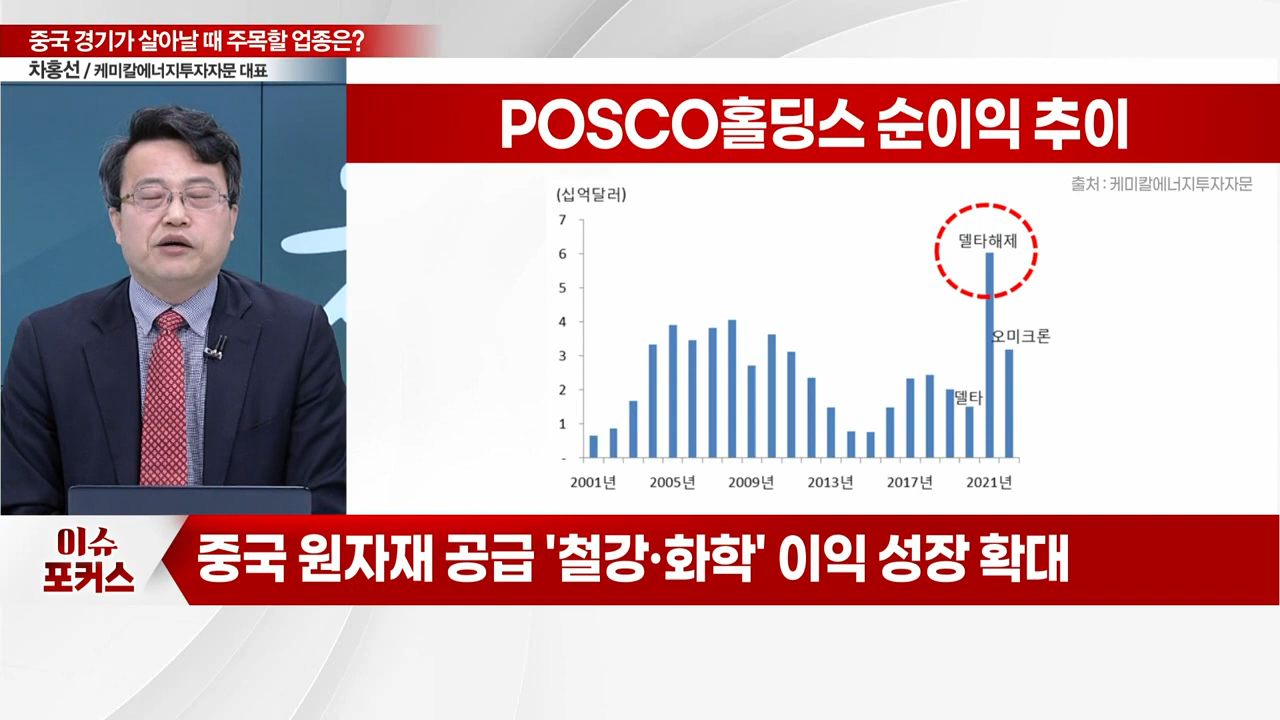 중국 경기가 살아날 때 주목할 업종은?
차홍선 / 케미칼에너지투자자문 대표
POSCO홀딩스 순이익 추이
출처 : 케미칼에너지투자자문
(십억달러)
7
6
5
4
3
2
1
-
델타해제
오미크론
델타
2001년 2005년 2009년 2013년 2017년 2021년
이슈
포커스
중국 원자재 공급 '철강·화학' 이익 성장 확대